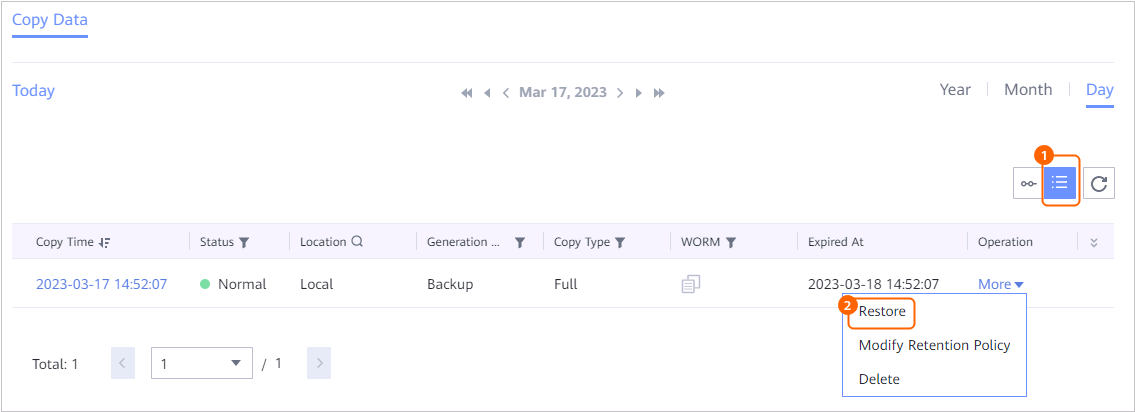 Copy Data
Today Mar 17, 2023 Year Month Day
1
Copy Time Status Location Generation ... Copy Type WORM Expired At Operation
2023-03-17 14:52:07 Normal Local Backup Full 2023-03-18 14:52:07 More
2 Restore
Modify Retention Policy
Delete
Total: 1 1 / 1